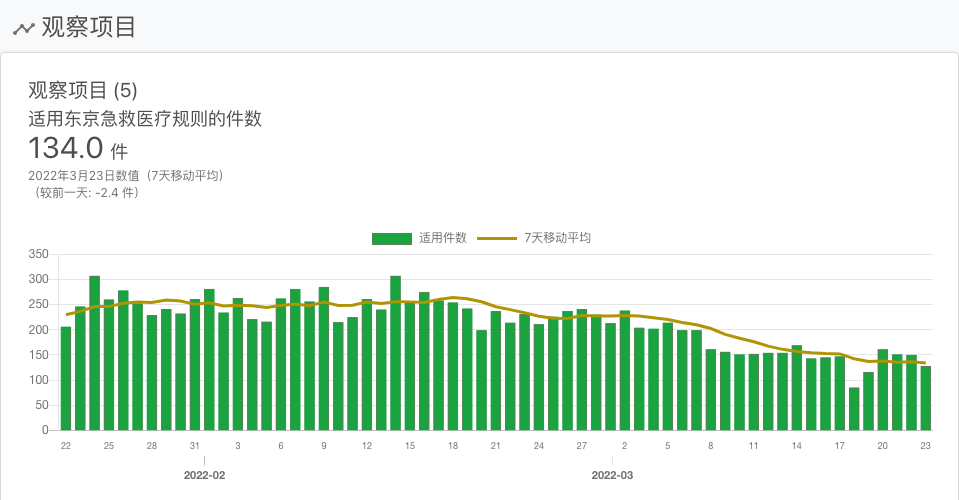 观察项目
观察项目 (5)
适用东京急救医疗规则的件数
134.0 件
2022年3月23日数值（7天移动平均）
（较前一天: -2.4 件）
适用件数 7天移动平均
350
300
250
200
150
100
50
0
22 25 28 31 3 6 9 12 15 18 21 24 27 2 5 8 11 14 17 20 23
2022-02 2022-03